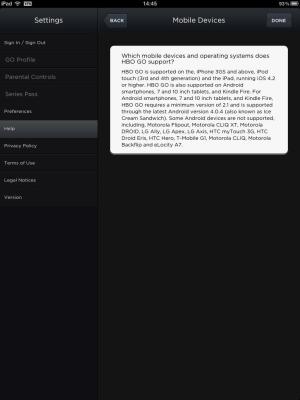 iPad VPN 14:45 93%
Settings
BACK Mobile Devices DONE
Sign In / Sign Out
GO Profile
Parental Controls
Series Pass
Preferences
Help
Privacy Policy
Terms of Use
Legal Notices
Version
Which mobile devices and operating systems does
HBO GO support?
HBO GO is supported on the, iPhone 3GS and above, iPod
touch (3rd and 4th generation) and the iPad, running iOS 4.2
or higher. HBO GO is also supported on Android
smartphones, 7 and 10 inch tablets, and Kindle Fire. For
Android smartphones, 7 and 10 inch tablets, and Kindle Fire,
HBO GO requires a minimum version of 2.1 and is supported
through the latest Android version 4.0.4 (also known as Ice
Cream Sandwich). Some Android devices are not supported,
including, Motorola Flipout, Motorola CLIQ XT, Motorola
DROID, LG Ally, LG Apex, LG Axis, HTC myTouch 3G, HTC
Droid Eris, HTC Hero, T-Mobile G1, Motorola CLIQ, Motorola
Backflip and eLocity A7.